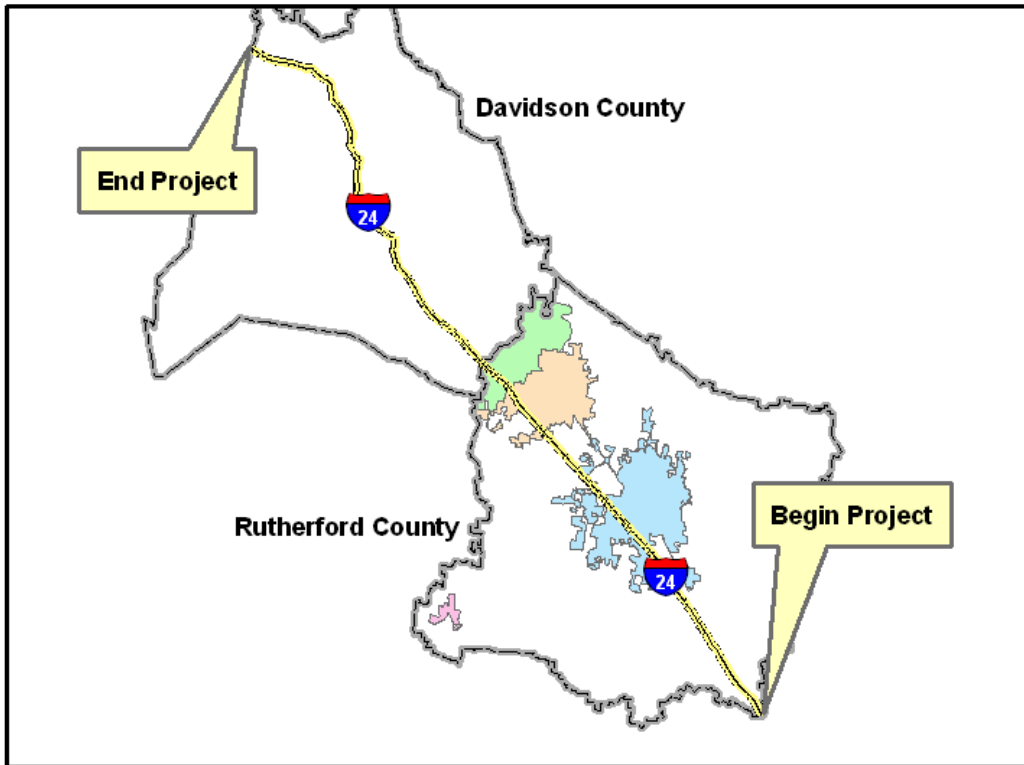 Davidson County
End Project
24
Begin Project
Rutherford County
24